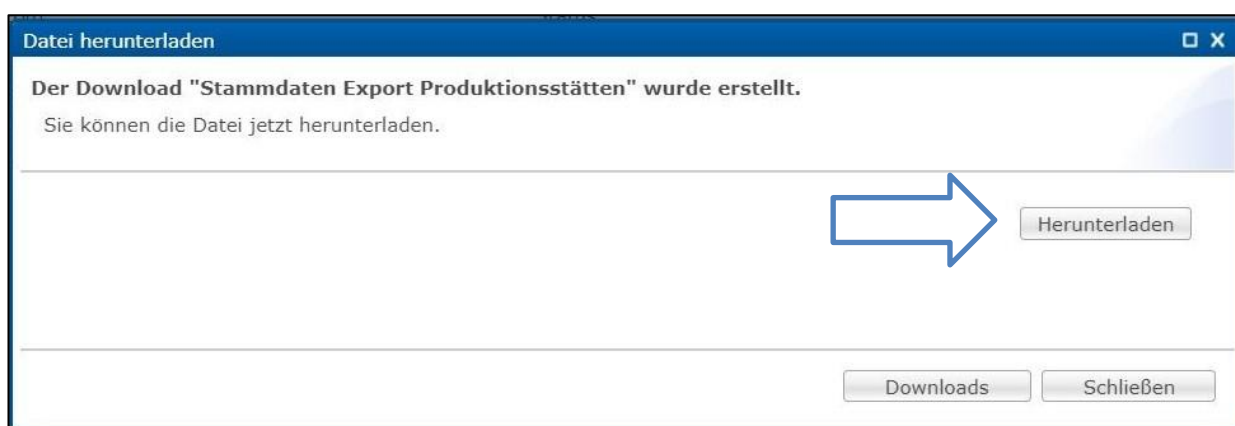 Datei herunterladen
Der Download "Stammdaten Export Produktionsstätten" wurde erstellt.
Sie können die Datei jetzt herunterladen.
Herunterladen
Downloads Schließen